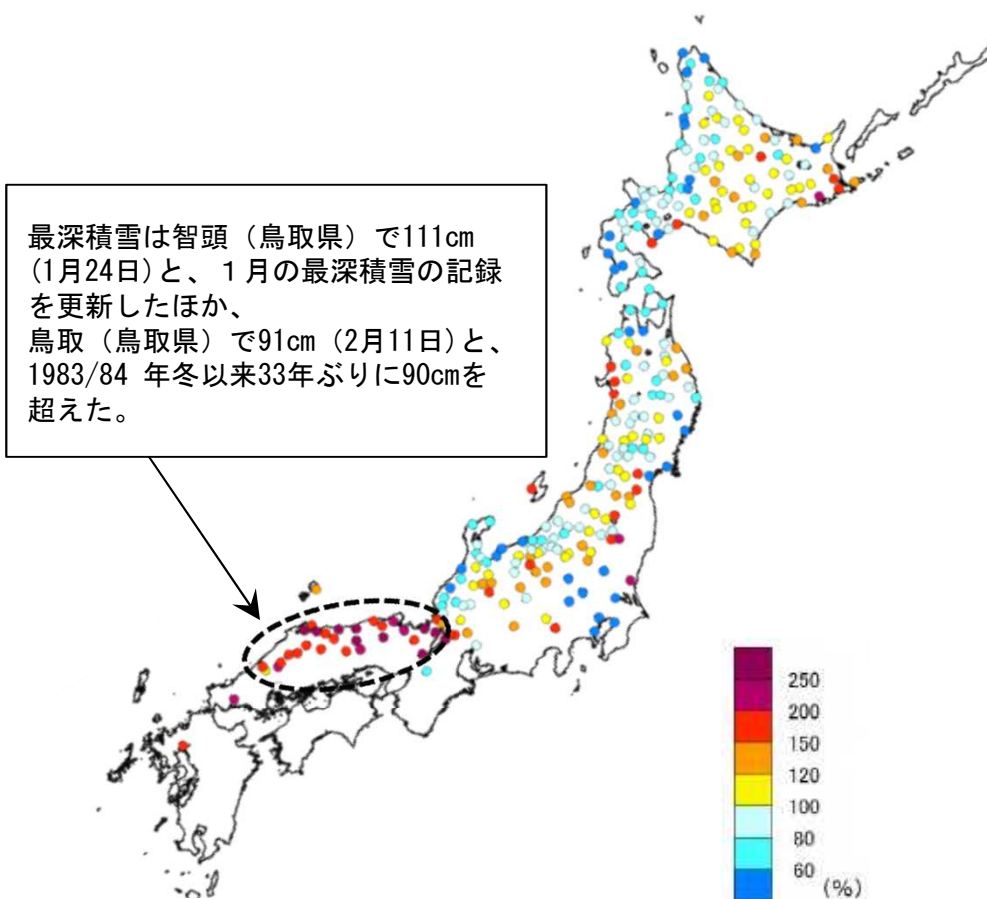 最深積雪は智頭（鳥取県）で111cm
(1月24日)と、１月の最深積雪の記録
を更新したほか、
鳥取（鳥取県）で91cm (2月11日)と、
1983/84 年冬以来33年ぶりに90cmを
超えた。
250
200
150
120
100
80
60
(%)